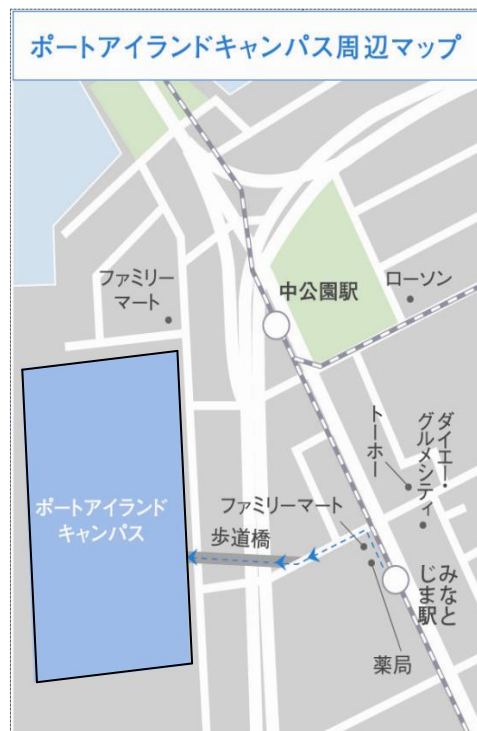 ポートアイランドキャンパス周辺マップ
ファミリー
マート
中公園駅
ローソン
ダイエー・
グルメシティ
トーホー
ポートアイランド
キャンパス
ファミリーマート
歩道橋
みなと
じま駅
薬局